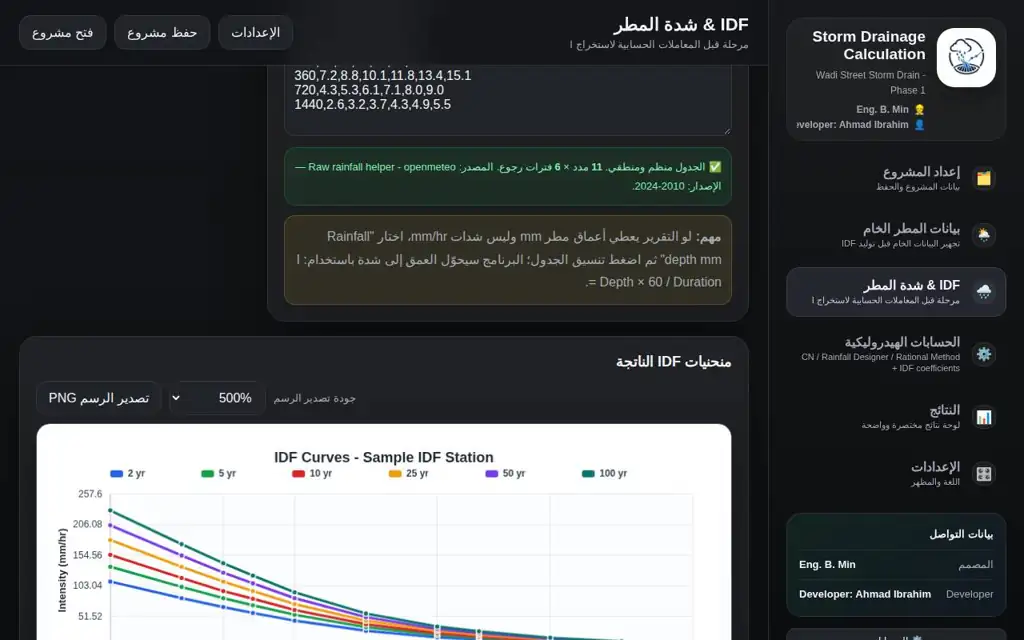 IDF & شدة المطر
مرحلة قبل المعاملات الحسابية لاستخراج I
الإعدادات
حفظ مشروع
فتح مشروع
Storm Drainage
Calculation
Wadi Street Storm Drain -
Phase 1
Eng. B. Min
eveloper: Ahmad Ibrahim
إعداد المشروع
بيانات المشروع والحفظ
بيانات المطر الخام
تجهيز البيانات الخام قبل توليد IDF
IDF & شدة المطر
مرحلة قبل المعاملات الحسابية لاستخراج I
الحسابات الهيدروليكية
CN / Rainfall Designer / Rational Method
+ IDF coefficients
النتائج
لوحة نتائج مختصرة وواضحة
الإعدادات
اللغة والمظهر
بيانات التواصل
المصمم
Eng. B. Min
Developer
Developer: Ahmad Ibrahim
360,7.2,8.8,10.1,11.8,13.4,15.1
720,4.3,5.3,6.1,7.1,8.0,9.0
1440,2.6,3.2,3.7,4.3,4.9,5.5
✅ الجدول منظم ومنطقي. 11 مدد × 6 فترات رجوع. المصدر: Raw rainfall helper - openmeteo —
الإصدار: 2010-2024.
مهم: لو التقرير يعطي أعماق مطر mm وليس شدات mm/hr، اختار "Rainfall
depth mm" ثم اضغط تنسيق الجدول؛ البرنامج سيحوّل العمق إلى شدة باستخدام: I
= Depth × 60 / Duration.
منحنيات IDF الناتجة
جودة تصدير الرسم
500%
تصدير الرسم PNG
IDF Curves - Sample IDF Station
2 yr
5 yr
10 yr
25 yr
50 yr
100 yr
257.6
206.08
154.56
103.04
51.52
Intensity (mm/hr)